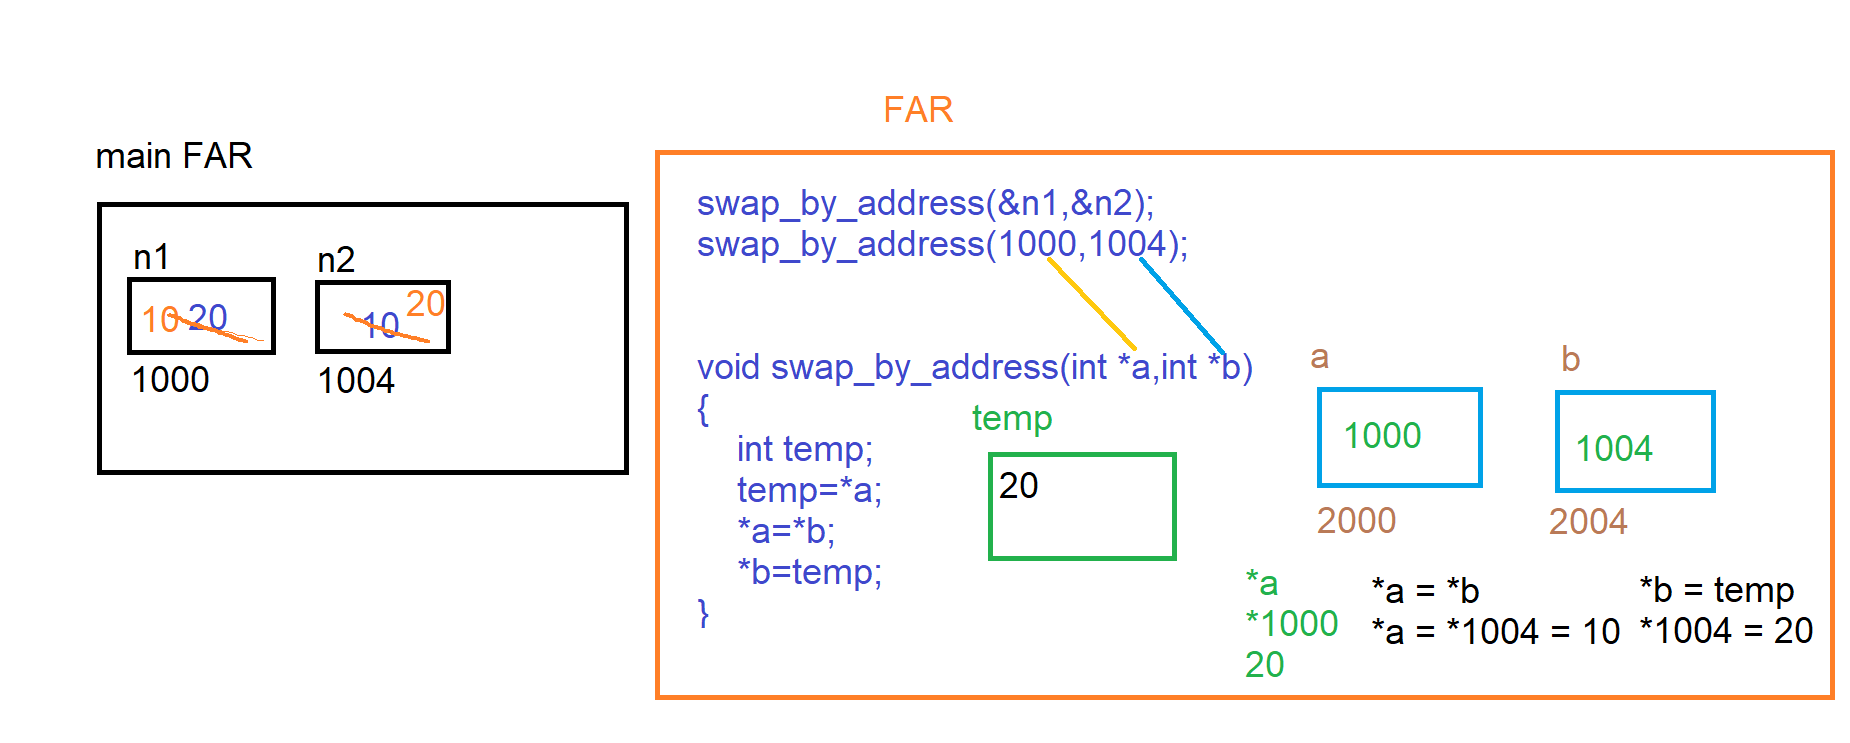 FAR
main FAR
n1
n2
10 20
10 20
1000
1004
swap_by_address(&n1,&n2);
swap_by_address(1000,1004);
void swap_by_address(int *a,int *b)
{
int temp;
temp=*a;
*a=*b;
*b=temp;
}
temp
20
a
b
1000
1004
2000
2004
*a
*1000
20
*a = *b
*a = *1004 = 10
*b = temp
*1004 = 20